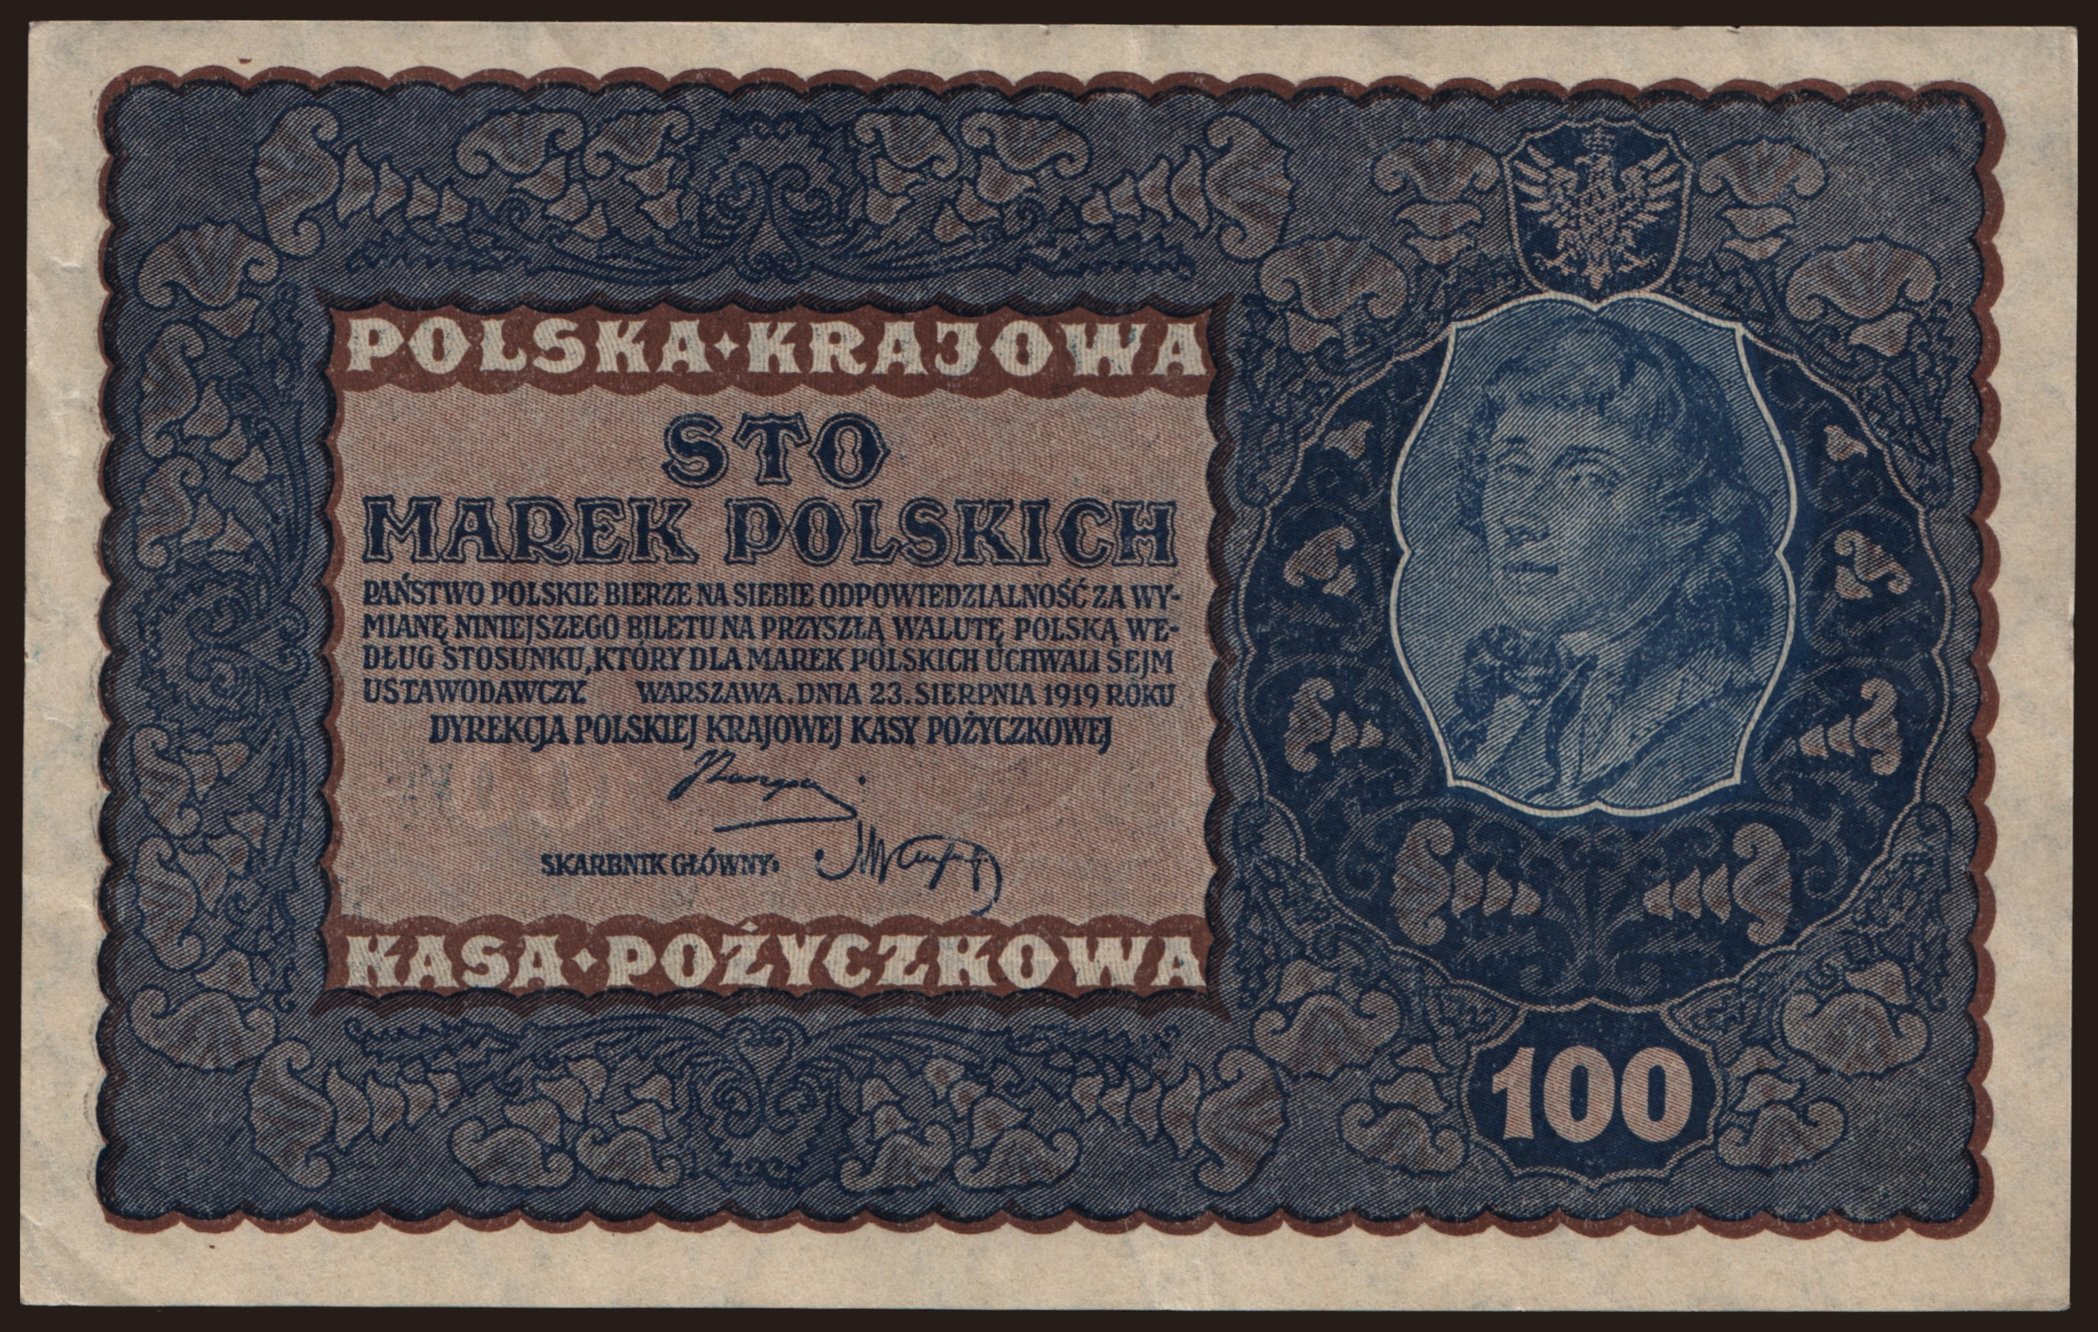 POLSKA KRAJOWA
STO
MAREK POLSKICH
PAŃSTWO POLSKIE BIERZE NA SIEBIE ODPOWIEDZIALNOŚĆ ZA WY-
MIANĘ NINIEJSZEGO BILETU NA PRZYSZŁĄ WALUTĘ POLSKĄ WE-
DŁUG STOSUNKU, KTÓRY DLA MAREK POLSKICH UCHWALI SEJM
USTAWODAWCZY. WARSZAWA. DNIA 23. SIERPNIA 1919 ROKU
DYREKCJA POLSKIEJ KRAJOWEJ KASY POŻYCZKOWEJ
SKARBNIK GŁÓWNY:
KASA POŻYCZKOWA
100